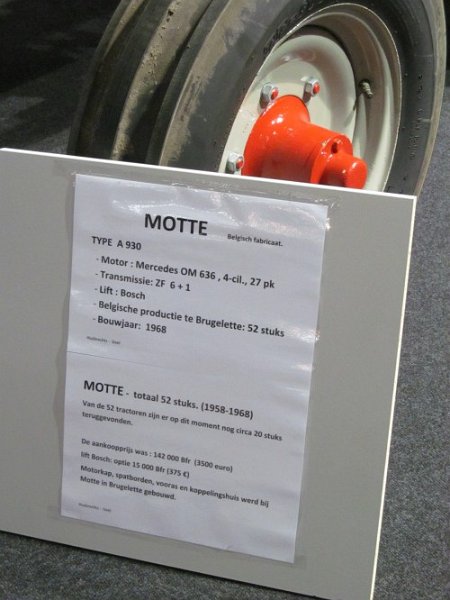 MOTTE Belgisch fabricaat.
TYPE A 930
- Motor : Mercedes OM 636 , 4-cil., 27 pk
- Transmissie: ZF 6 + 1
- Lift : Bosch
- Belgische productie te Brugelette: 52 stuks
- Bouwjaar: 1968
MOTTE - totaal 52 stuks. (1958-1968)
Van de 52 tractoren zijn er op dit moment nog circa 20 stuks
teruggevonden.
De aankoopprijs was : 142 000 Bfr (3500 euro)
lift Bosch: optie 15 000 Bfr (375 €)
Motorkap, spatborden, vooras en koppelingshuis werd bij
Motte in Brugelette gebouwd.